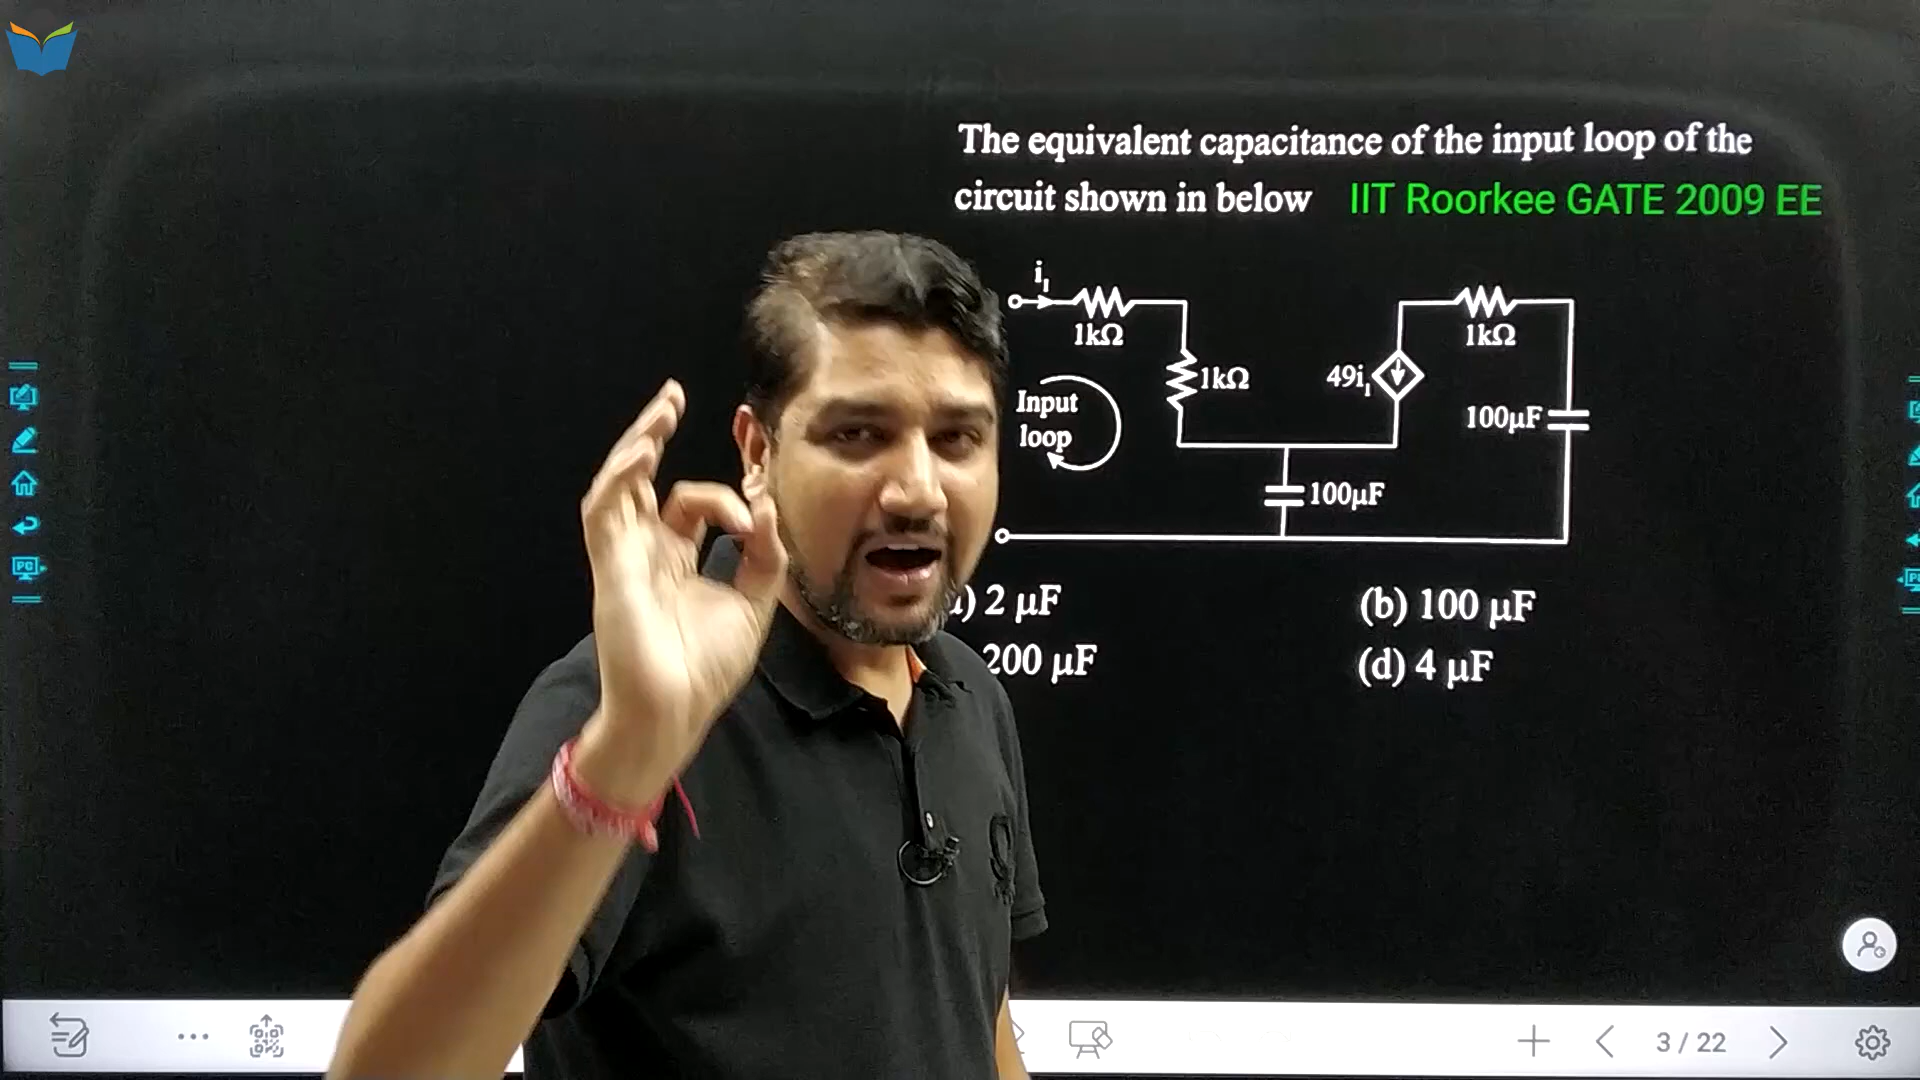 The equivalent capacitance of the input loop of the
circuit shown in below IIT Roorkee GATE 2009 EE
i₁
1kΩ
1kΩ
1kΩ
49i₁
Input
loop
100μF
100μF
) 2 μF
(b) 100 μF
200 μF
(d) 4 μF
PC
3 / 22